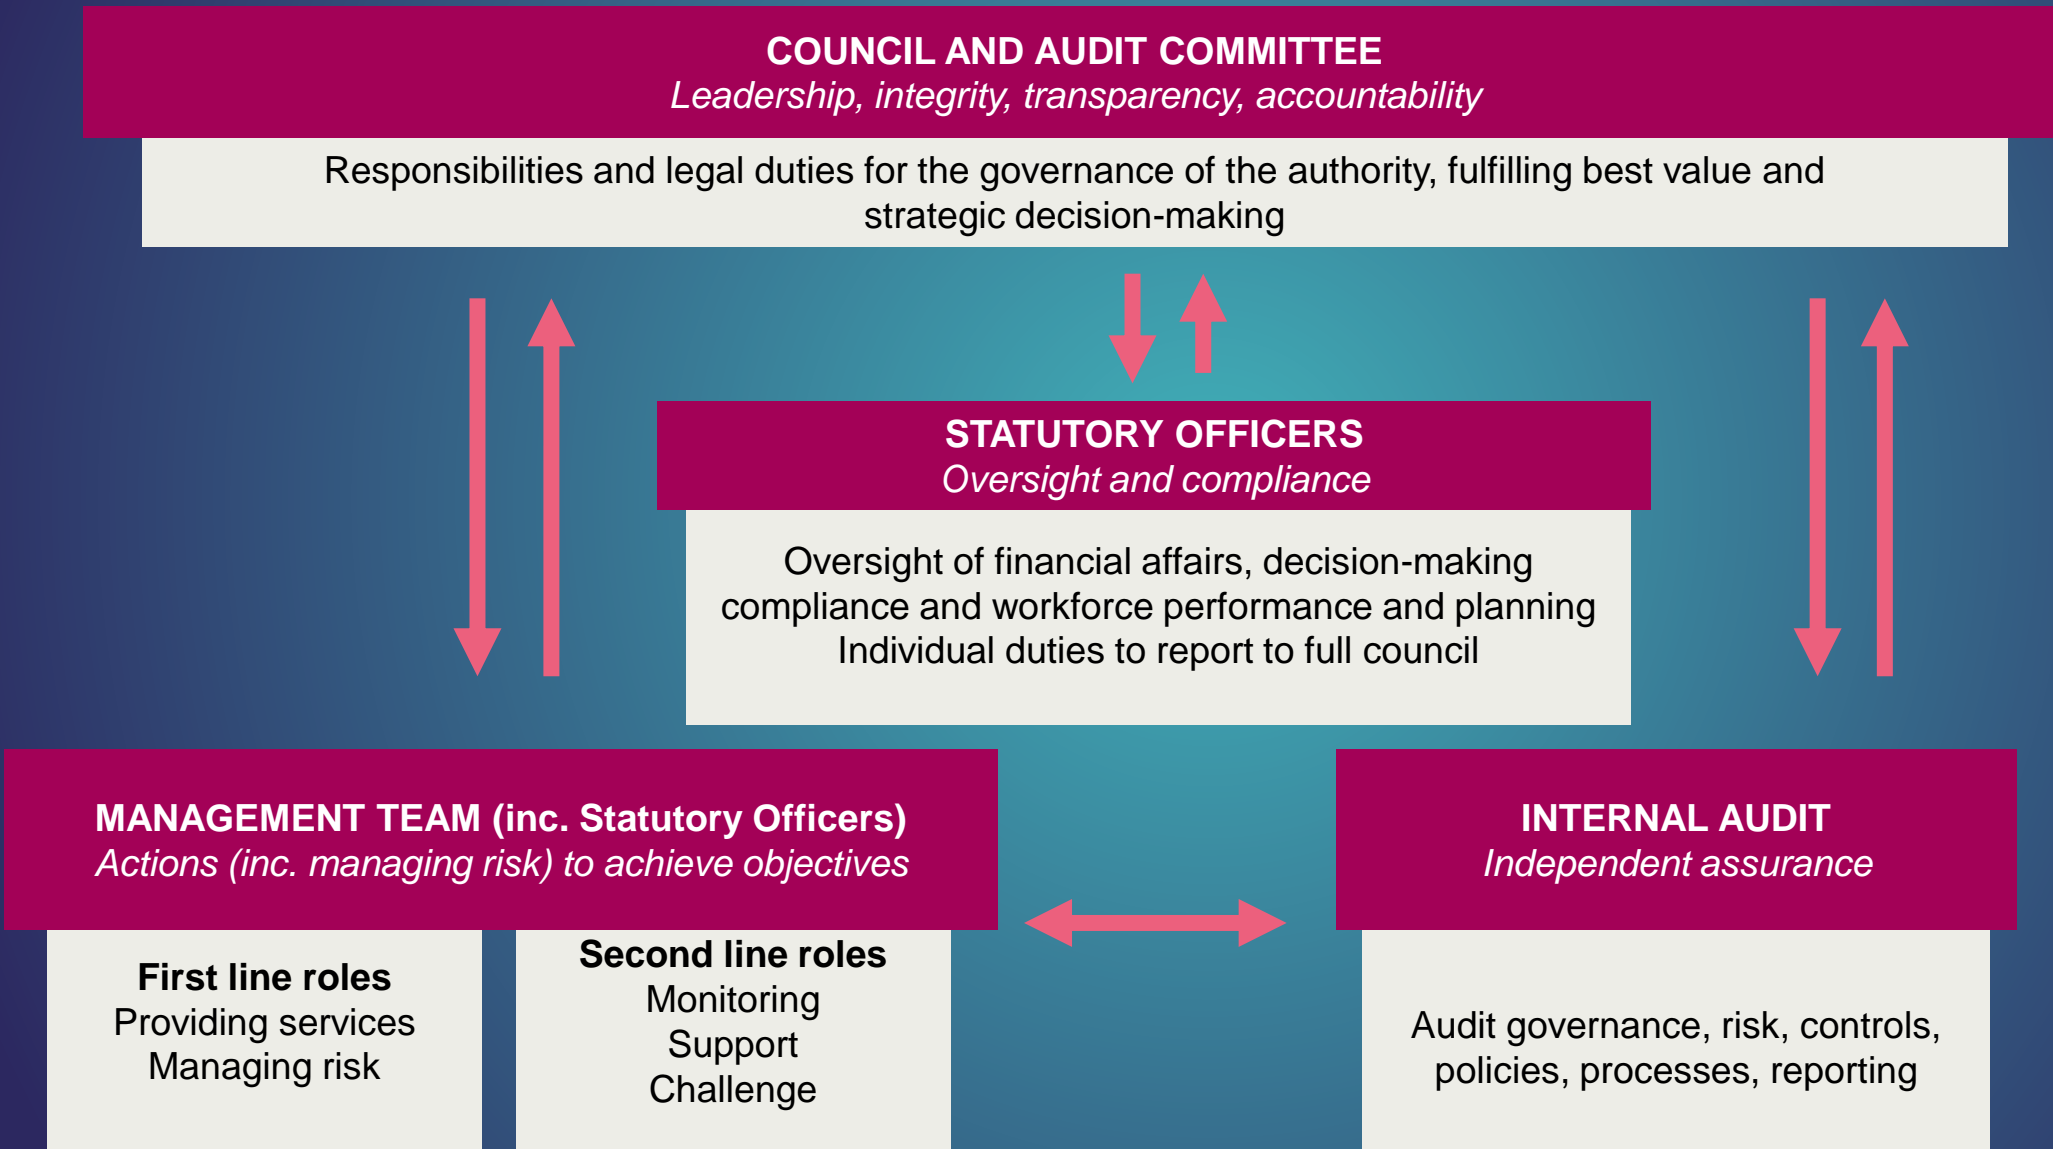 COUNCIL AND AUDIT COMMITTEE
Leadership, integrity, transparency, accountability
Responsibilities and legal duties for the governance of the authority, fulfilling best value and
strategic decision-making
STATUTORY OFFICERS
Oversight and compliance
Oversight of financial affairs, decision-making
compliance and workforce performance and planning
Individual duties to report to full council
MANAGEMENT TEAM (inc. Statutory Officers)
Actions (inc. managing risk) to achieve objectives
First line roles
Providing services
Managing risk
Second line roles
Monitoring
Support
Challenge
INTERNAL AUDIT
Independent assurance
Audit governance, risk, controls,
policies, processes, reporting